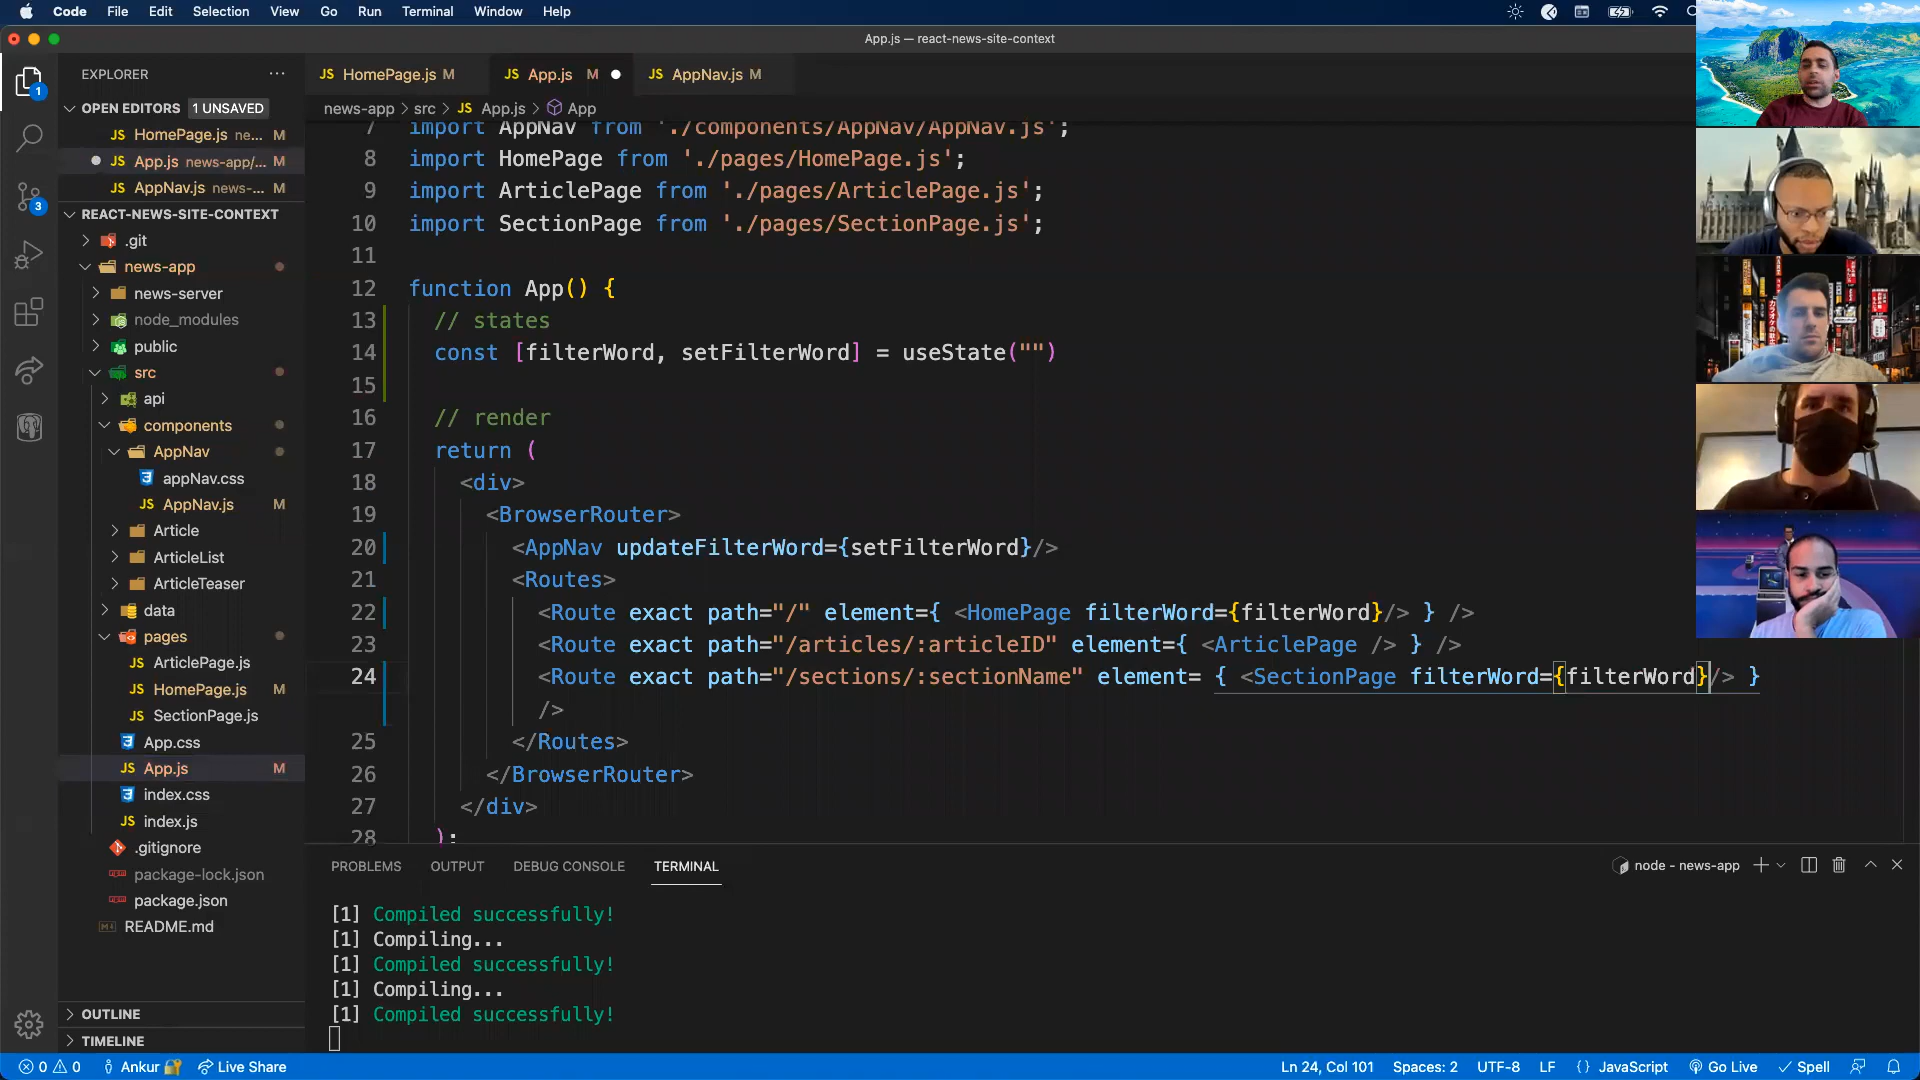 Code File Edit Selection View Go Run Terminal Window Help
App.js — react-news-site-context
EXPLORER
OPEN EDITORS 1 UNSAVED
HomePage.js ne... M
App.js news-app/... M
AppNav.js news-... M
REACT-NEWS-SITE-CONTEXT
.git
news-app
news-server
node_modules
public
src
api
components
AppNav
appNav.css
AppNav.js M
Article
ArticleList
ArticleTeaser
data
pages
ArticlePage.js
HomePage.js M
SectionPage.js
App.css
App.js M
index.css
index.js
.gitignore
package-lock.json
package.json
README.md
OUTLINE
TIMELINE
1
3
JS HomePage.js M JS App.js M JS AppNav.js M
news-app > src > JS App.js > App
7 import AppNav from './components/AppNav/AppNav.js';
8 import HomePage from './pages/HomePage.js';
9 import ArticlePage from './pages/ArticlePage.js';
10 import SectionPage from './pages/SectionPage.js';
11
12 function App() {
13 // states
14 const [filterWord, setFilterWord] = useState("")
15
16 // render
17 return (
18 <div>
19 <BrowserRouter>
20 <AppNav updateFilterWord={setFilterWord}/>
21 <Routes>
22 <Route exact path="/" element={ <HomePage filterWord={filterWord}/> } />
23 <Route exact path="/articles/:articleID" element={ <ArticlePage /> } />
24 <Route exact path="/sections/:sectionName" element= { <SectionPage filterWord={filterWord}/> }
/>
25 </Routes>
26 </BrowserRouter>
27 </div>
28 );
PROBLEMS OUTPUT DEBUG CONSOLE TERMINAL node - news-app
[1] Compiled successfully!
[1] Compiling...
[1] Compiled successfully!
[1] Compiling...
[1] Compiled successfully!
0 0 Ankur Live Share Ln 24, Col 101 Spaces: 2 UTF-8 LF {} JavaScript Go Live Spell